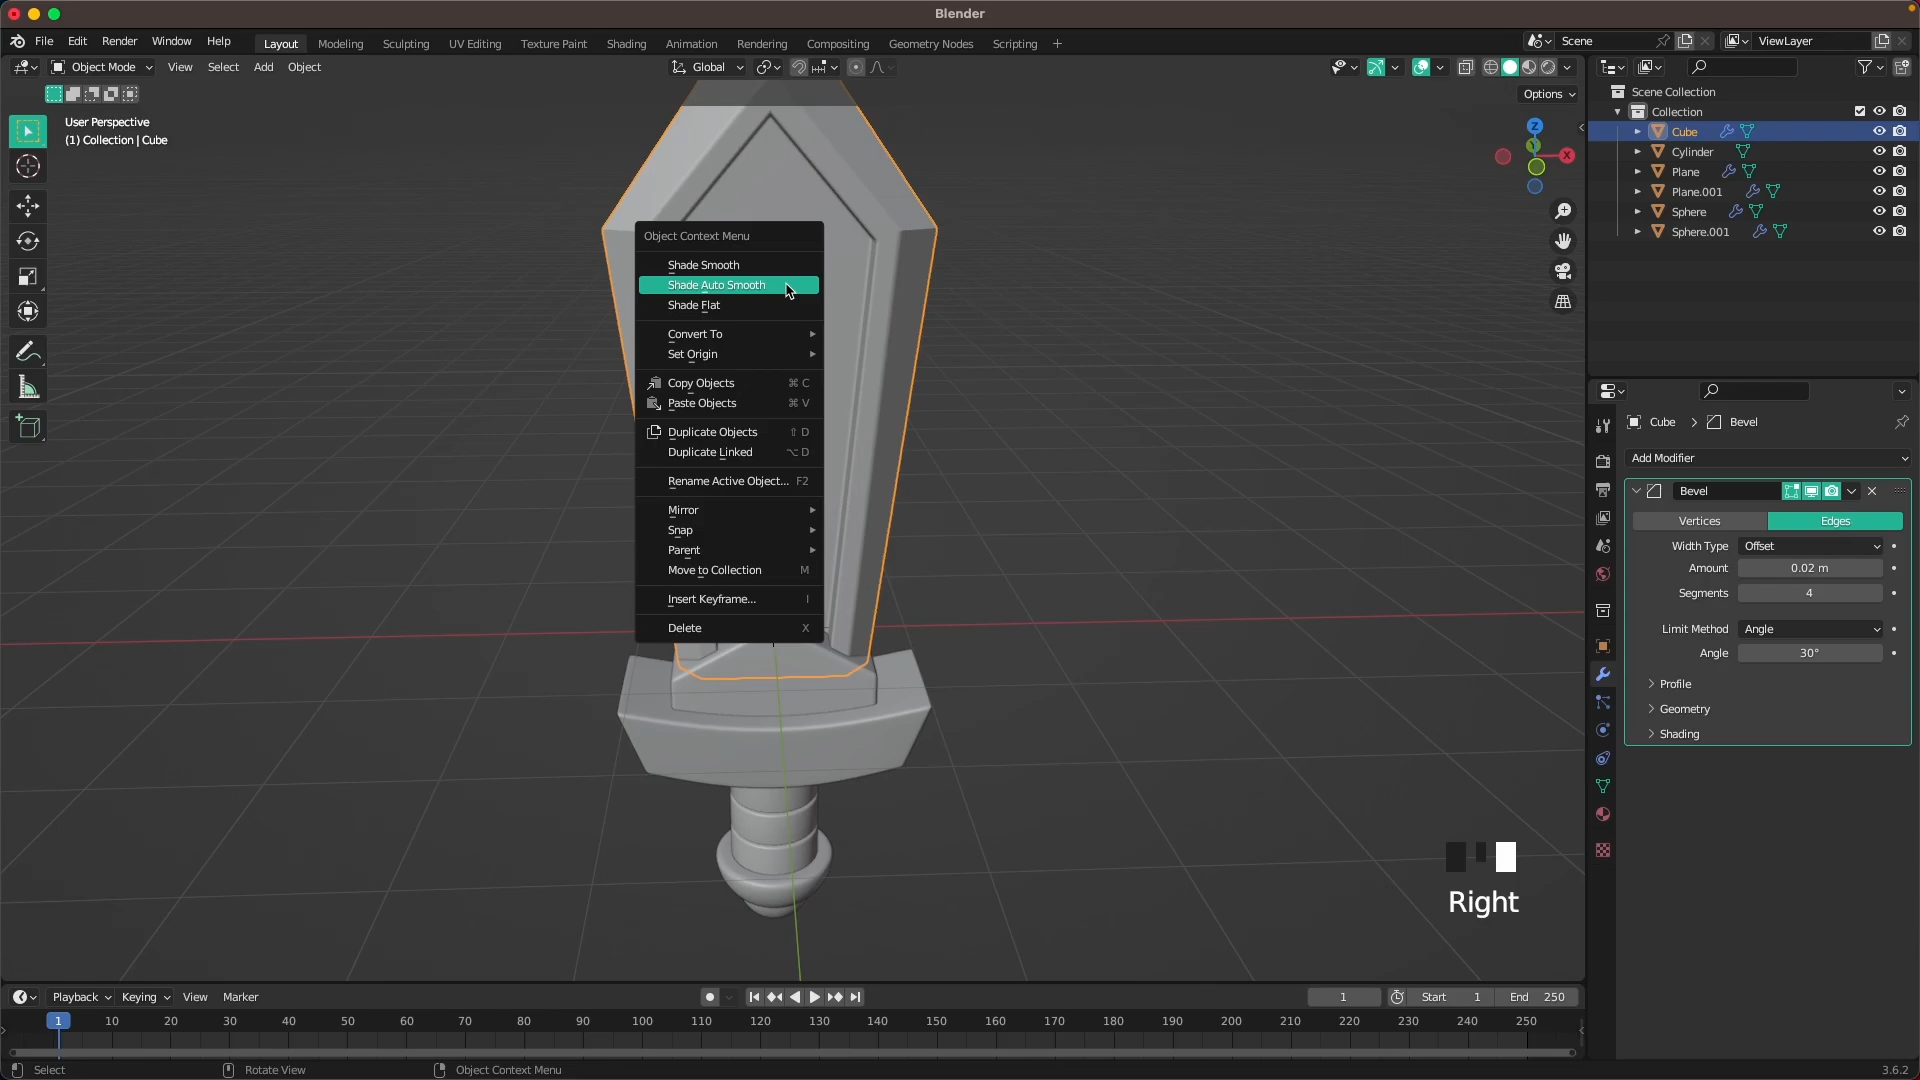 Blender
File Edit Render Window Help
Layout Modeling Sculpting UV Editing Texture Paint Shading Animation Rendering Compositing Geometry Nodes Scripting +
Scene ViewLayer
Object Mode View Select Add Object
Global
Options
User Perspective
(1) Collection | Cube
Z
Y
X
Scene Collection
Collection
Cube
Cylinder
Plane
Plane.001
Sphere
Sphere.001
Object Context Menu
Shade Smooth
Shade Auto Smooth
Shade Flat
Convert To
Set Origin
Copy Objects ⌘ C
Paste Objects ⌘ V
Duplicate Objects ⇧ D
Duplicate Linked ⌥ D
Rename Active Object... F2
Mirror
Snap
Parent
Move to Collection M
Insert Keyframe... I
Delete X
Cube > Bevel
Add Modifier
Bevel
Vertices Edges
Width Type Offset
Amount 0.02 m
Segments 4
Limit Method Angle
Angle 30°
Profile
Geometry
Shading
Right
Playback Keying View Marker
1 Start 1 End 250
1 10 20 30 40 50 60 70 80 90 100 110 120 130 140 150 160 170 180 190 200 210 220 230 240 250
Select Rotate View Object Context Menu 3.6.2